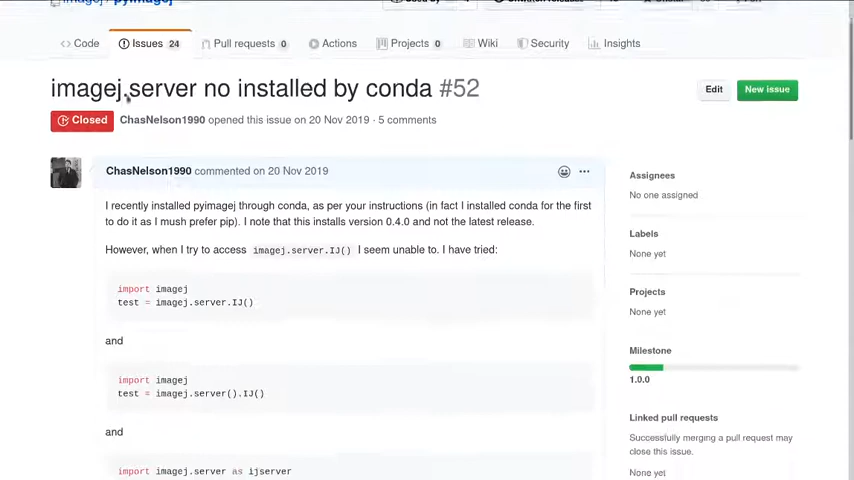 imagej / pyimagej
Code Issues 24 Pull requests 0 Actions Projects 0 Wiki Security Insights
imagej.server no installed by conda #52
Edit New issue
Closed ChasNelson1990 opened this issue on 20 Nov 2019 · 5 comments
ChasNelson1990 commented on 20 Nov 2019
I recently installed pyimagej through conda, as per your instructions (in fact I installed conda for the first
to do it as I mush prefer pip). I note that this installs version 0.4.0 and not the latest release.
However, when I try to access imagej.server.IJ() I seem unable to. I have tried:
import imagej
test = imagej.server.IJ()
and
import imagej
test = imagej.server().IJ()
and
import imagej.server as ijserver
Assignees
No one assigned
Labels
None yet
Projects
None yet
Milestone
1.0.0
Linked pull requests
Successfully merging a pull request may
close this issue.
None yet